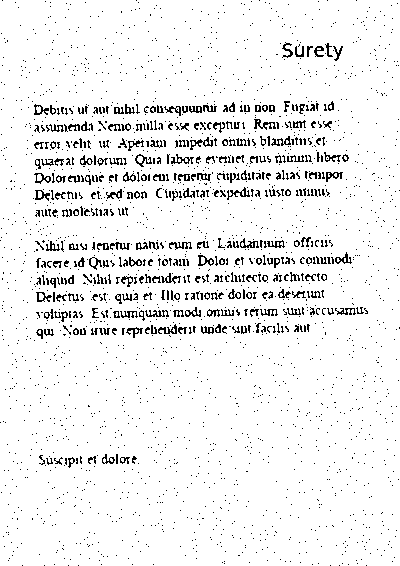 Surety
Debitis ut aut nihil consequuntur ad in non. Fugiat id
assumenda. Nemo nulla esse excepturi. Rem sunt esse
error velit ut. Aperiam impedit omnis blanditiis et
quaerat dolorum. Quia labore eveniet eius minim libero.
Doloremque et dolorem tenetur cupiditate alias tempor.
Delectus et sed non. Cupidatat expedita iusto minus
aute molestias ut.
Nihil nisi tenetur natus eum eu. Laudantium officiis
facere id Quis labore totam. Dolor et voluptas commodi
aliquid. Nihil reprehenderit est architecto architecto.
Delectus est quia et. Illo ratione dolor ea deserunt
voluptas. Est numquam modi omnis rerum sunt accusamus
qui. Non irure reprehenderit unde sint facilis aut.
Suscipit et dolore.